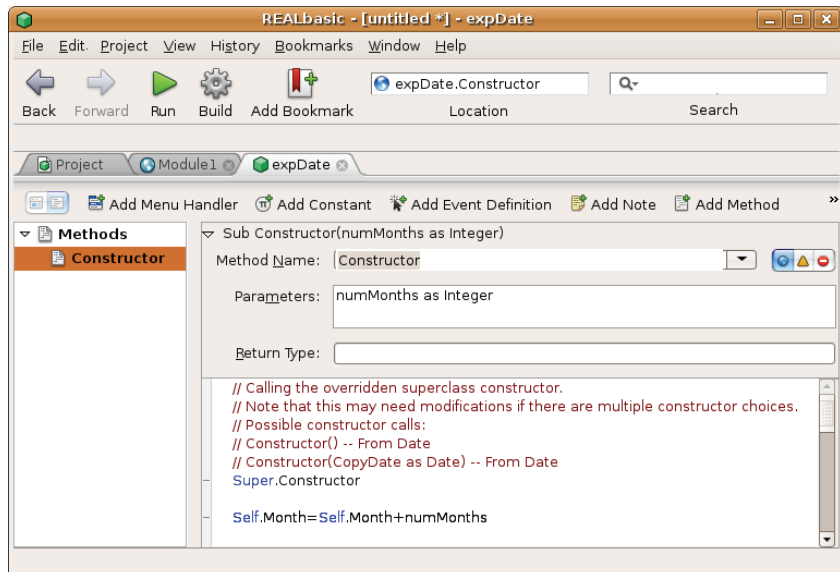 REALbasic - [untitled *] - expDate
File Edit Project View History Bookmarks Window Help
expDate.Constructor
Back Forward Run Build Add Bookmark Location Search
Project Module1 expDate
Add Menu Handler Add Constant Add Event Definition Add Note Add Method »
Methods
Constructor
Sub Constructor(numMonths as Integer)
Method Name: Constructor
Parameters: numMonths as Integer
Return Type:
// Calling the overridden superclass constructor.
// Note that this may need modifications if there are multiple constructor choices.
// Possible constructor calls:
// Constructor() -- From Date
// Constructor(CopyDate as Date) -- From Date
Super.Constructor
Self.Month=Self.Month+numMonths